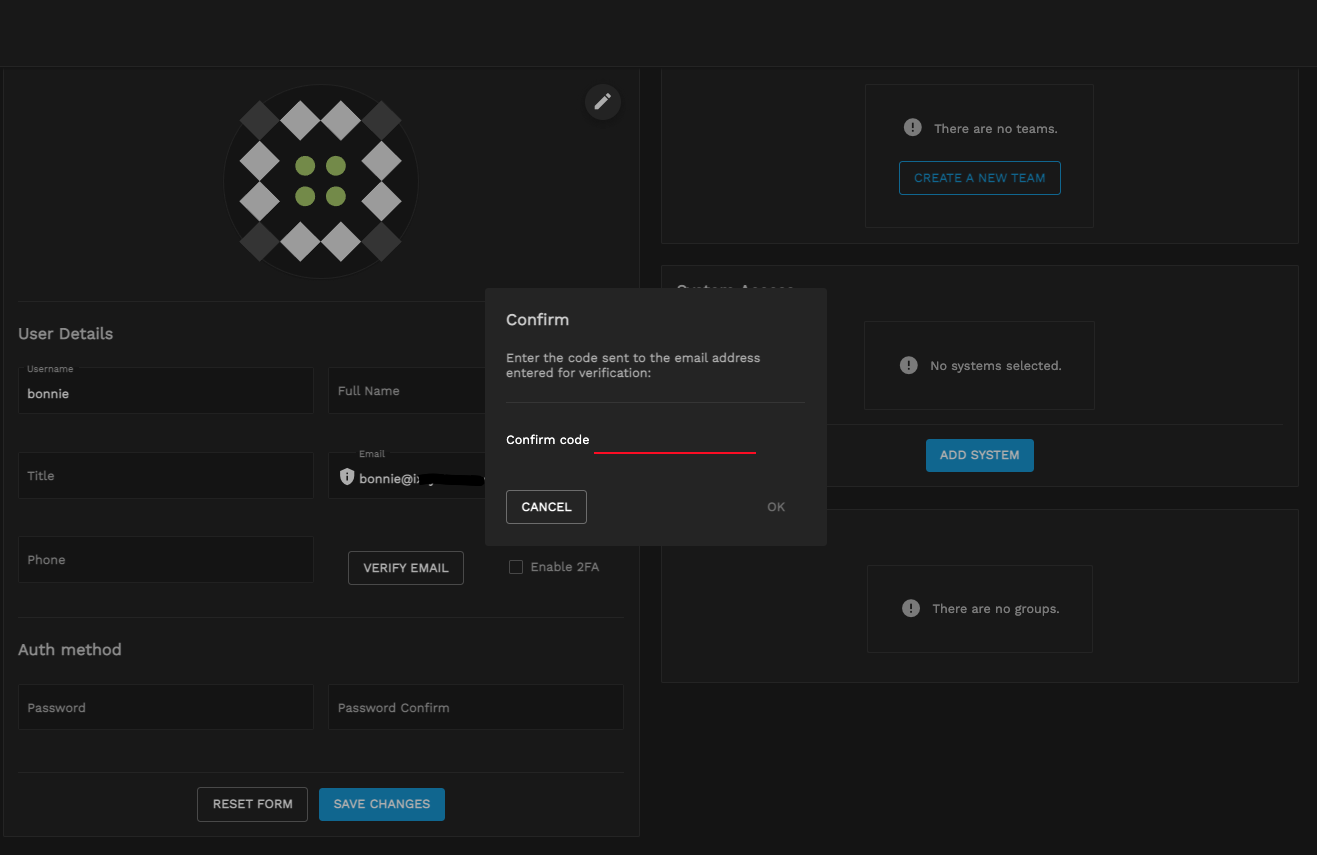 There are no teams.
CREATE A NEW TEAM
User Details
Username
bonnie
Full Name
Title
Email
Phone
VERIFY EMAIL
Enable 2FA
Auth method
Password
Password Confirm
RESET FORM
SAVE CHANGES
Confirm
Enter the code sent to the email address
entered for verification:
Confirm code
CANCEL
OK
System Access
No systems selected.
ADD SYSTEM
There are no groups.